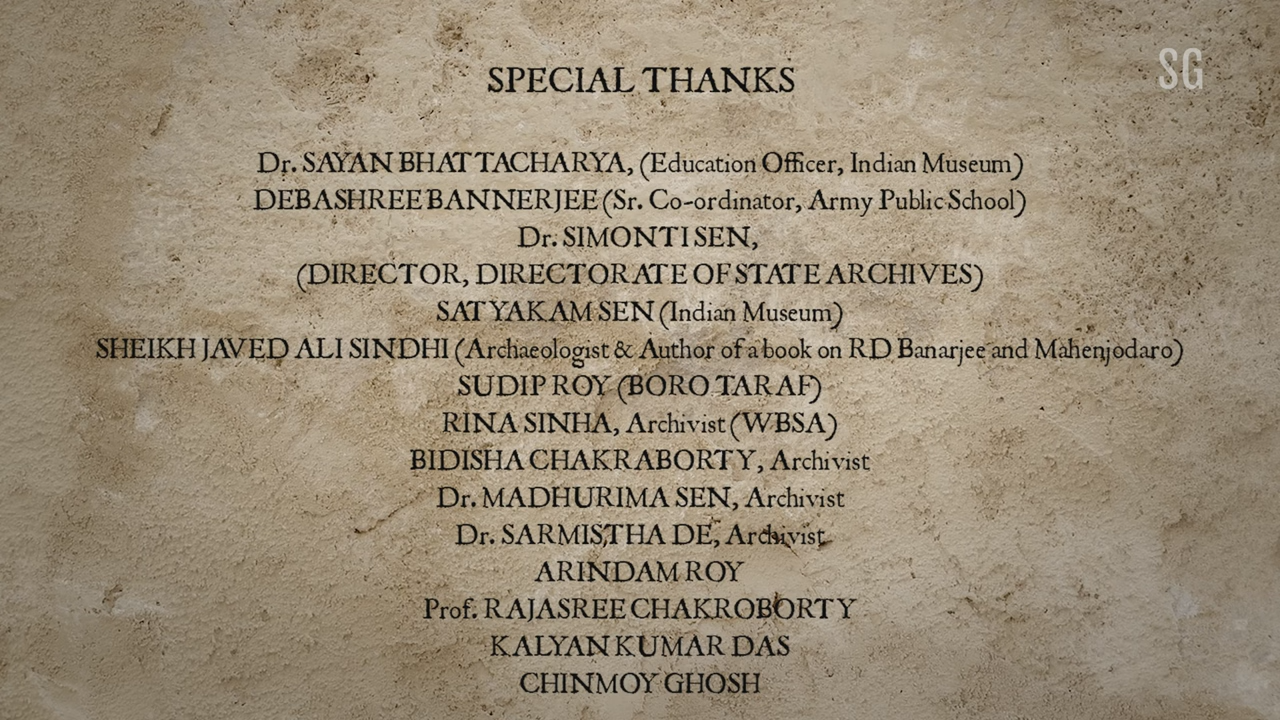 SPECIAL THANKS
SG
Dr. SAYAN BHATTACHARYA, (Education Officer, Indian Museum)
DEBASHREE BANNERJEE (Sr. Co-ordinator, Army Public School)
Dr. SIMONTI SEN,
(DIRECTOR, DIRECTORATE OF STATE ARCHIVES)
SATYAKAM SEN (Indian Museum)
SHEIKH JAVED ALI SINDHI (Archaeologist & Author of a book on RD Banarjee and Mahenjodaro)
SUDIP ROY (BORO TARAF)
RINA SINHA, Archivist (WBSA)
BIDISHA CHAKRABORTY, Archivist
Dr. MADHURIMA SEN, Archivist
Dr. SARMISTHA DE, Archivist
ARINDAM ROY
Prof. RAJASREE CHAKROBORTY
KALYAN KUMAR DAS
CHINMOY GHOSH